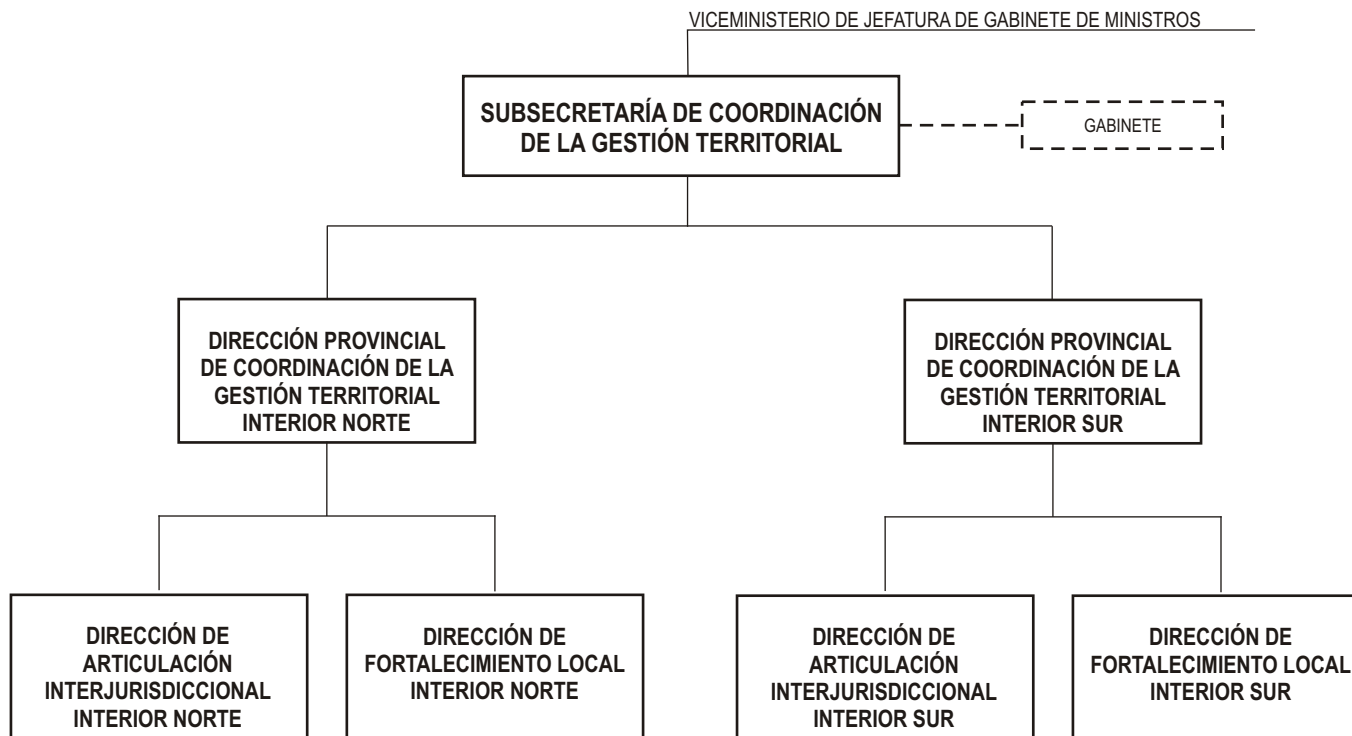 VICEMINISTERIO DE JEFATURA DE GABINETE DE MINISTROS
SUBSECRETARÍA DE COORDINACIÓN
DE LA GESTIÓN TERRITORIAL
GABINETE
DIRECCIÓN PROVINCIAL
DE COORDINACIÓN DE LA
GESTIÓN TERRITORIAL
INTERIOR NORTE
DIRECCIÓN PROVINCIAL
DE COORDINACIÓN DE LA
GESTIÓN TERRITORIAL
INTERIOR SUR
DIRECCIÓN DE
ARTICULACIÓN
INTERJURISDICCIONAL
INTERIOR NORTE
DIRECCIÓN DE
FORTALECIMIENTO LOCAL
INTERIOR NORTE
DIRECCIÓN DE
ARTICULACIÓN
INTERJURISDICCIONAL
INTERIOR SUR
DIRECCIÓN DE
FORTALECIMIENTO LOCAL
INTERIOR SUR